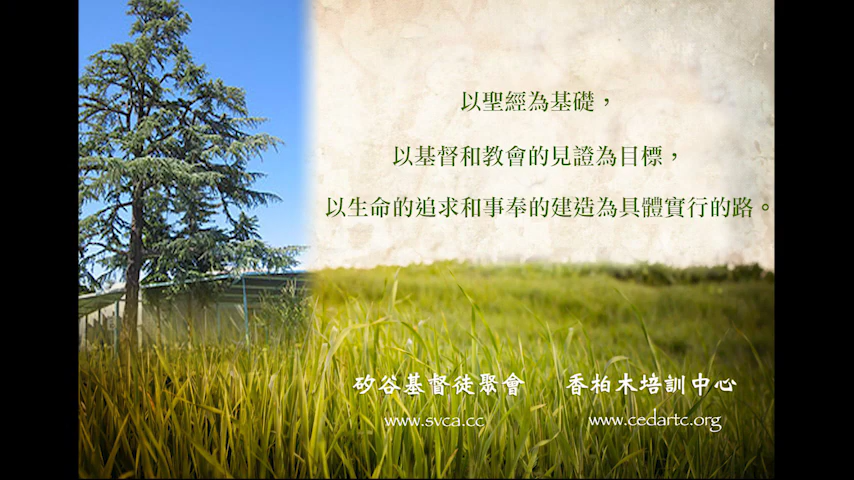 以聖經為基礎，
以基督和教會的見證為目標，
以生命的追求和事奉的建造為具體實行的路。
矽谷基督徒聚會 香柏木培訓中心
www.svca.cc www.cedartc.org